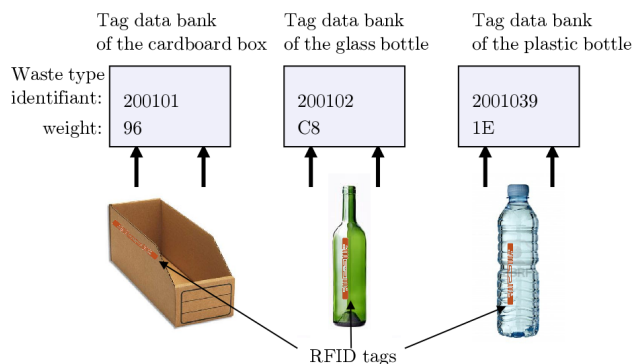 Tag data bank
of the cardboard box
Tag data bank
of the glass bottle
Tag data bank
of the plastic bottle
Waste type
identifiant:
200101
200102
2001039
weight:
96
C8
1E
RFID tags